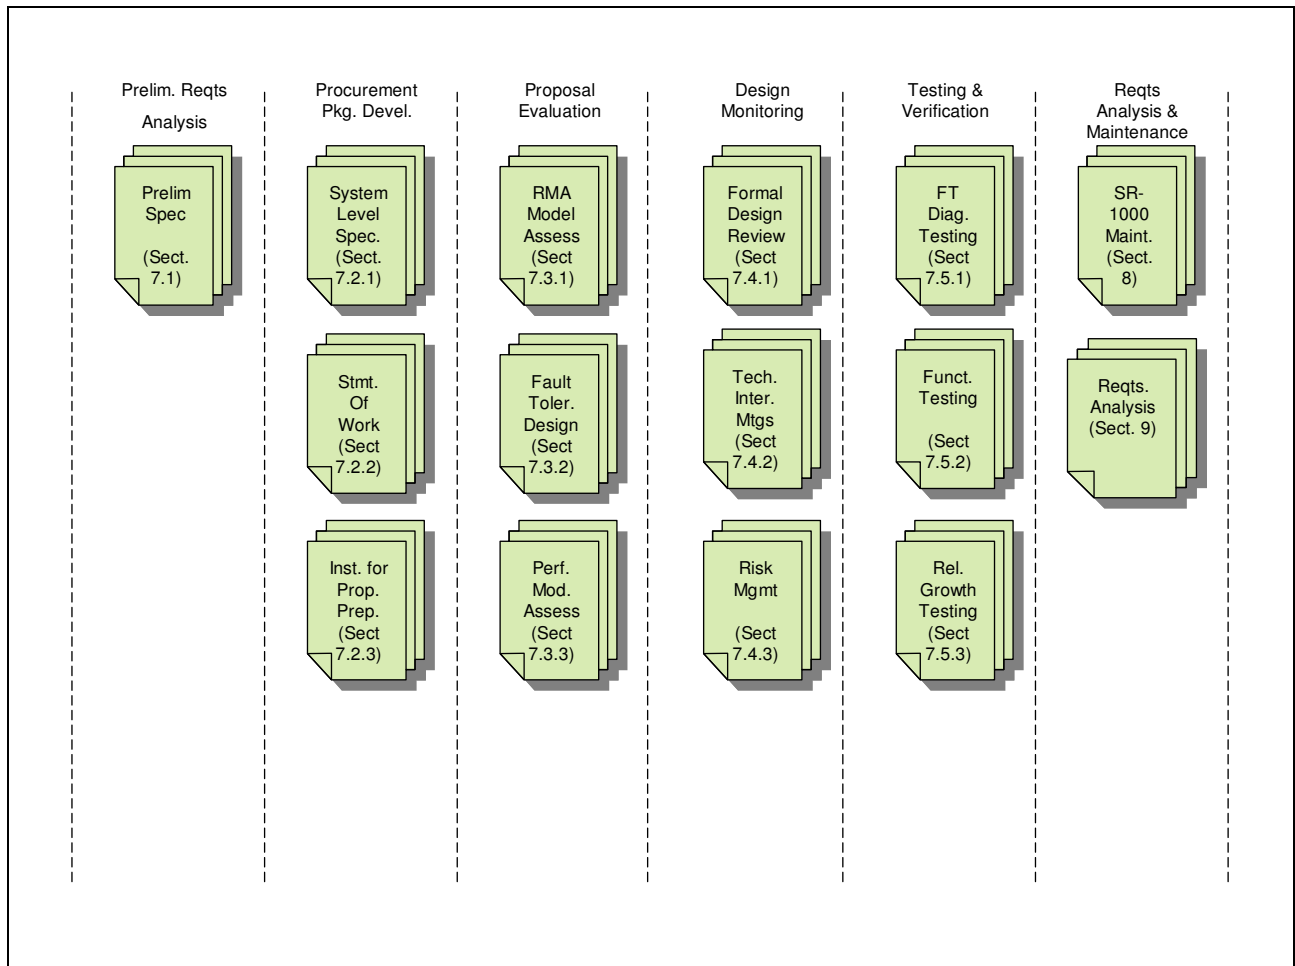 Prelim. Reqts
Analysis
Procurement
Pkg. Devel.
Proposal
Evaluation
Design
Monitoring
Testing &
Verification
Reqts
Analysis &
Maintenance
Prelim
Spec
(Sect.
7.1)
System
Level
Spec.
(Sect.
7.2.1)
RMA
Model
Assess
(Sect
7.3.1)
Formal
Design
Review
(Sect
7.4.1)
FT
Diag.
Testing
(Sect
7.5.1)
SR-
1000
Maint.
(Sect.
8)
Stmt.
Of
Work
(Sect
7.2.2)
Fault
Toler.
Design
(Sect
7.3.2)
Tech.
Inter.
Mtgs
(Sect
7.4.2)
Funct.
Testing
(Sect
7.5.2)
Reqts.
Analysis
(Sect. 9)
Inst. for
Prop.
Prep.
(Sect
7.2.3)
Perf.
Mod.
Assess
(Sect
7.3.3)
Risk
Mgmt
(Sect
7.4.3)
Rel.
Growth
Testing
(Sect
7.5.3)